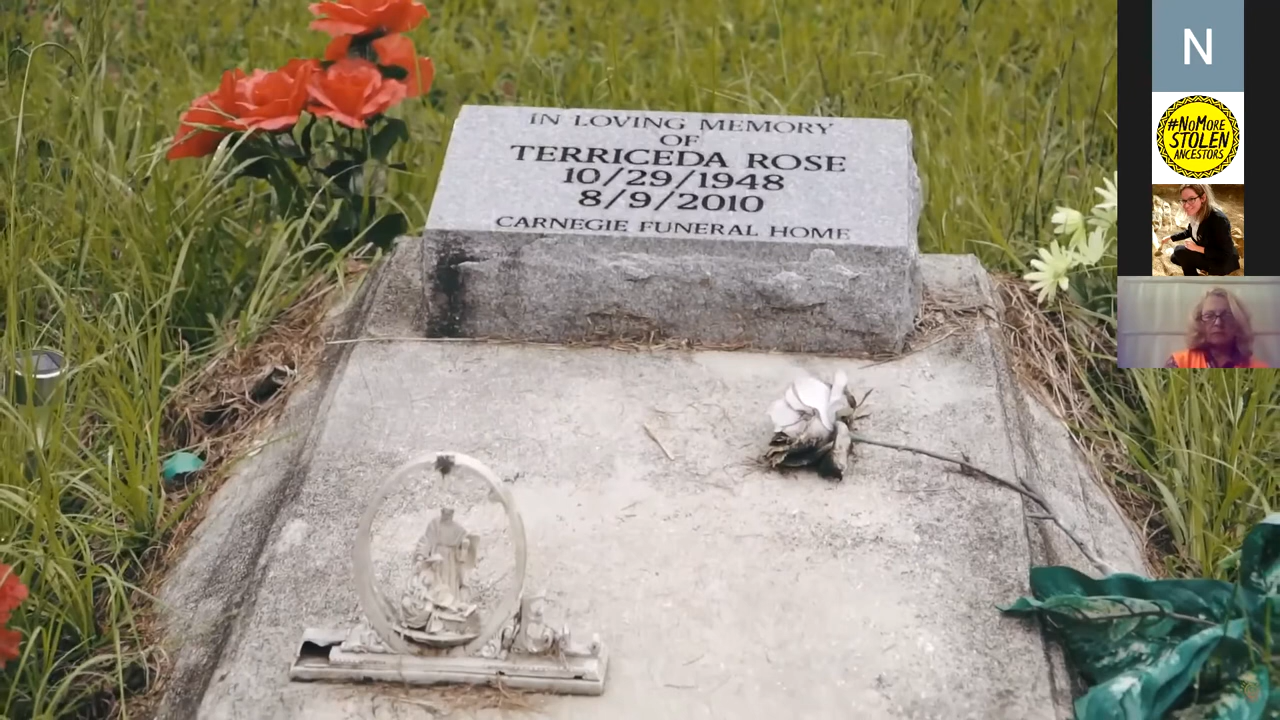 IN LOVING MEMORY
OF
TERRICEDA ROSE
10/29/1948
8/9/2010
CARNEGIE FUNERAL HOME
N
#NOMORE
STOLEN
ANCESTORS